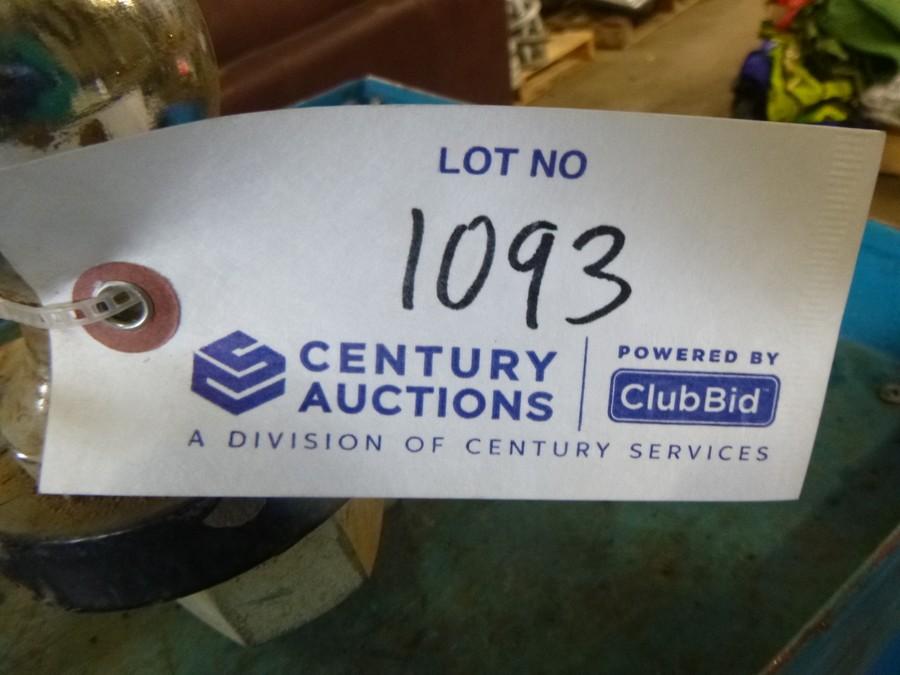 LOT NO
1093
CENTURY
AUCTIONS
POWERED BY
ClubBid
A DIVISION OF CENTURY SERVICES